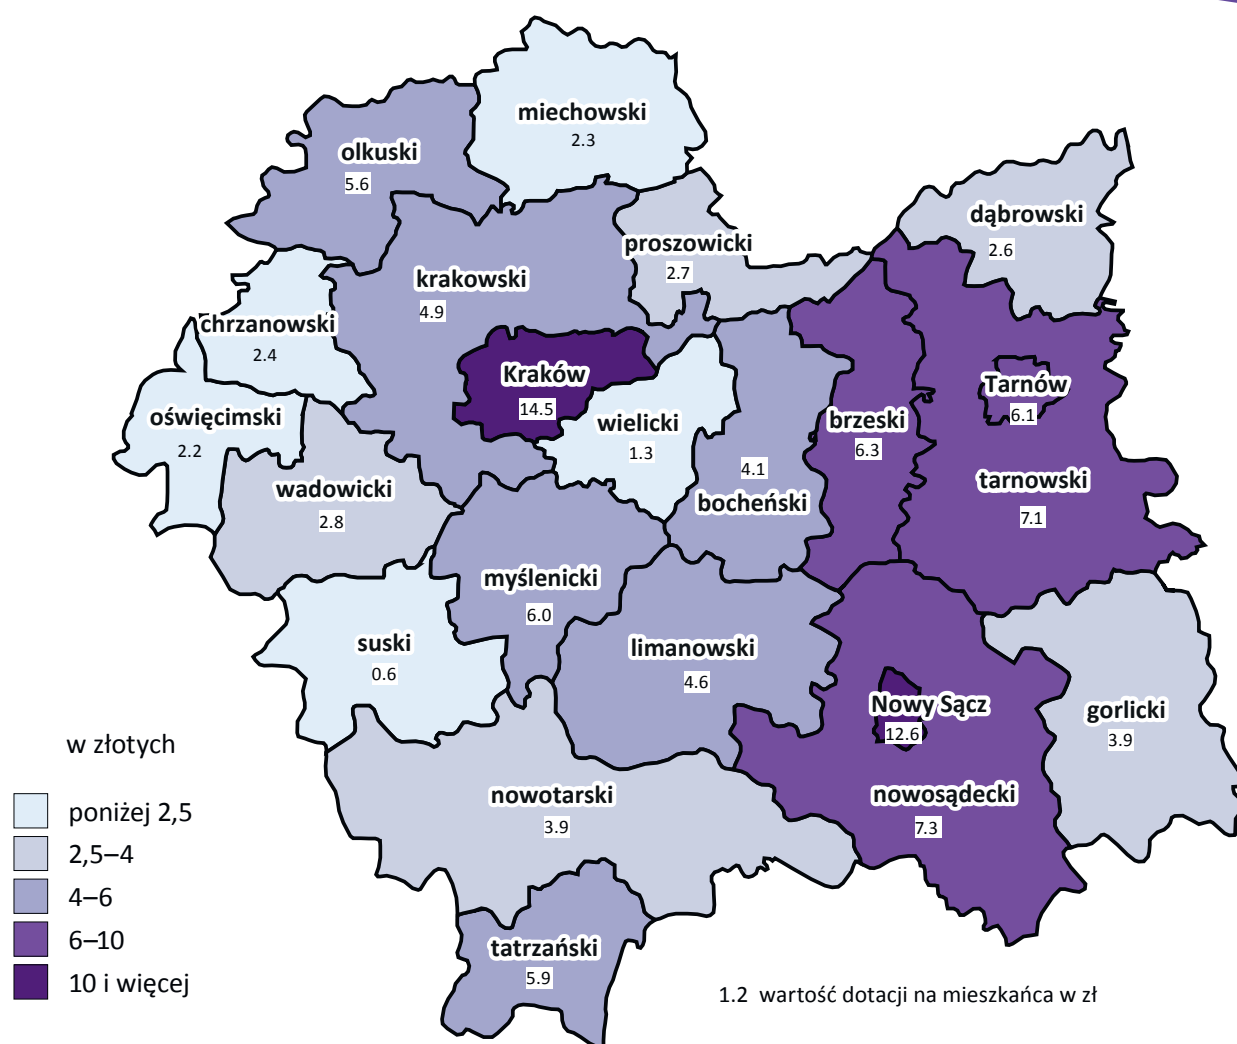 miechowski
2.3
olkuski
5.6
dąbrowski
2.6
proszowicki
2.7
krakowski
4.9
chrzanowski
2.4
Kraków
14.5
Tarnów
6.1
oświęcimski
2.2
wielicki
1.3
brzeski
6.3
4.1
bocheński
tarnowski
7.1
wadowicki
2.8
myślenicki
6.0
suski
0.6
limanowski
4.6
Nowy Sącz
12.6
gorlicki
3.9
nowotarski
3.9
nowosądecki
7.3
tatrzański
5.9
w złotych
poniżej 2,5
2,5–4
4–6
6–10
10 i więcej
1.2 wartość dotacji na mieszkańca w zł